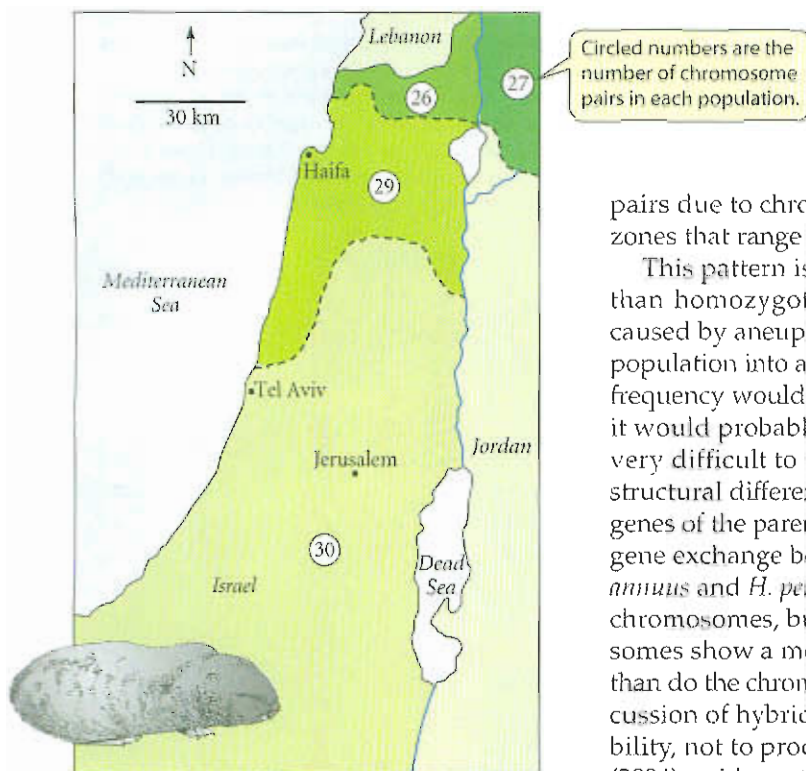 Lebanon
N
30 km
26
27
Circled numbers are the
number of chromosome
pairs in each population.
Haifa
29
Mediterranean
Sea
Tel Aviv
Jerusalem
Jordan
30
Israel
Dead
Sea
pairs due to chro
zones that range
This pattern is
than homozygot
caused by aneup
population into a
frequency would
it would probabl
very difficult to
structural differe
genes of the pare
gene exchange b
annuus and H. pe
chromosomes, bu
somes show a m
than do the chrom
cussion of hybrid
bility, not to prod